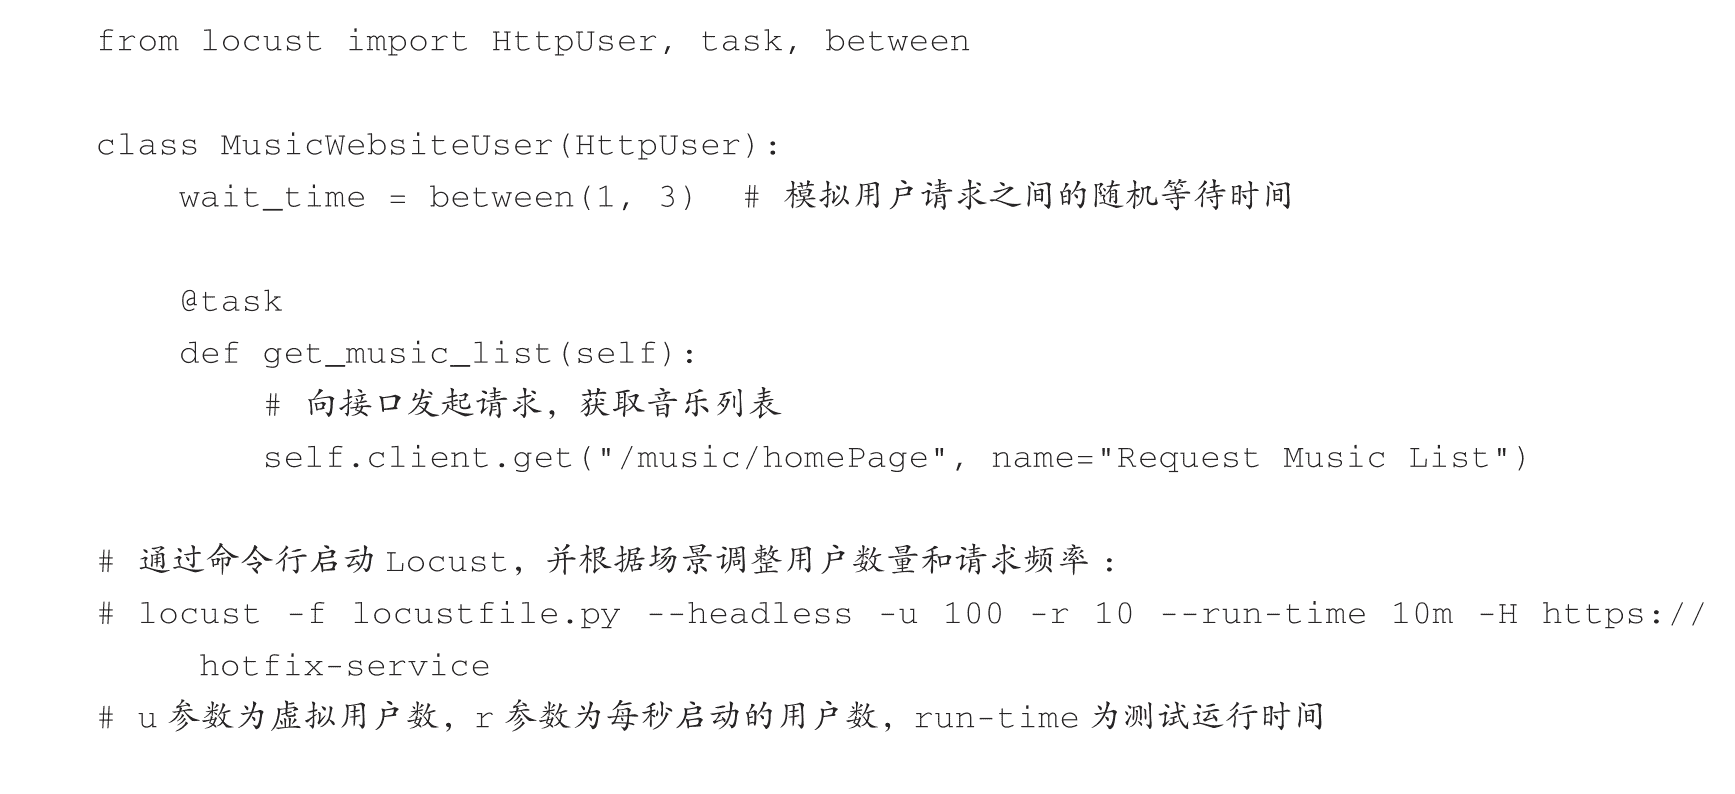 from locust import HttpUser, task, between
class MusicWebsiteUser(HttpUser):
    wait_time = between(1, 3)  # 模拟用户请求之间的随机等待时间
    @task
    def get_music_list(self):
        # 向接口发起请求，获取音乐列表
        self.client.get("/music/homePage", name="Request Music List")
# 通过命令行启动 Locust，并根据场景调整用户数量和请求频率：
# locust -f locustfile.py --headless -u 100 -r 10 --run-time 10m -H https://
     hotfix-service
# u 参数为虚拟用户数，r 参数为每秒启动的用户数，run-time 为测试运行时间